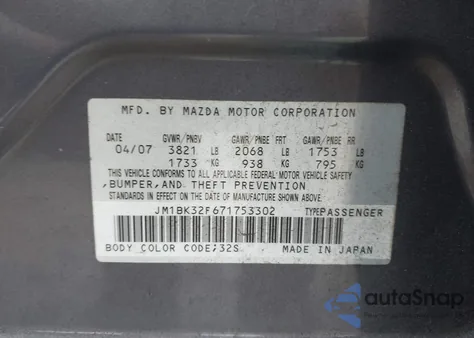 MFD. BY MAZDA MOTOR CORPORATION
DATE GVWR/PNBV GAWR/PNBE FRT GAWR/PNBE RR
04/07 3821 LB 2068 LB 1753 LB
1733 KG 938 KG 795 KG
THIS VEHICLE CONFORMS TO ALL APPLICABLE FEDERAL MOTOR VEHICLE SAFETY
,BUMPER,AND THEFT PREVENTION
STANDARDS IN EFFECT ON THE DATE OF MANUFACTURE SHOWN ABOVE.
JM1BK32F671753302 TYPE:PASSENGER
BODY COLOR CODE;32S MADE IN JAPAN
autoSnap